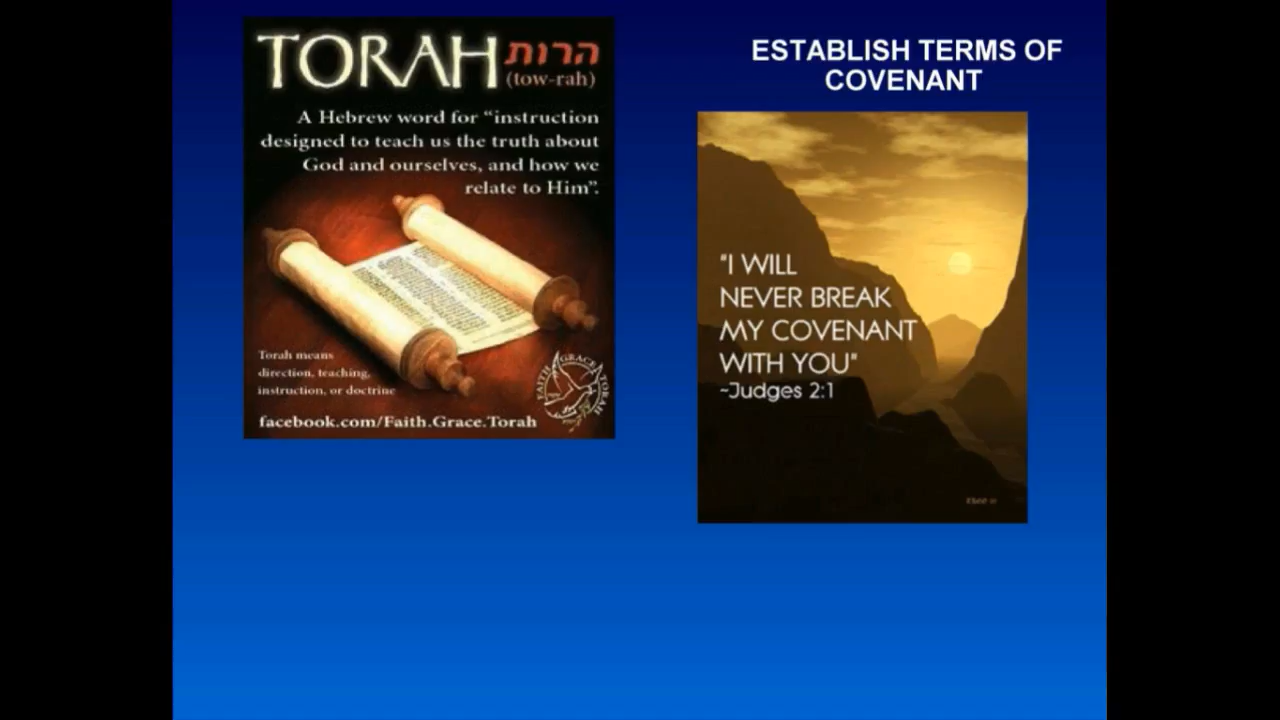 TORAH הרות
(tow-rah)
A Hebrew word for “instruction
designed to teach us the truth about
God and ourselves, and how we
relate to Him”.
Torah means
direction, teaching,
instruction, or doctrine
FAITH GRACE TORAH
facebook.com/Faith.Grace.Torah
ESTABLISH TERMS OF
COVENANT
“I WILL
NEVER BREAK
MY COVENANT
WITH YOU”
~Judges 2:1